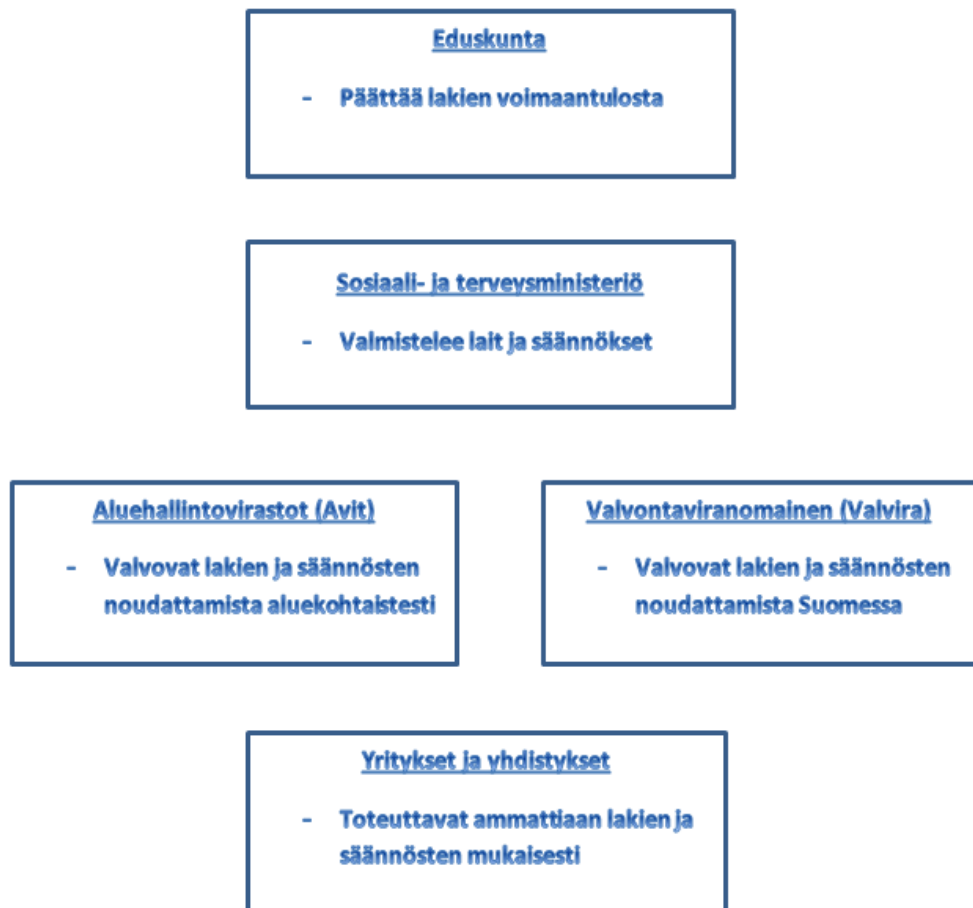 Eduskunta
- Päättää lakien voimaantulosta
Sosiaali- ja terveysministeriö
- Valmistelee lait ja säännökset
Aluehallintovirastot (Avit)
- Valvovat lakien ja säännösten
noudattamista aluekohtaistesti
Valvontaviranomainen (Valvira)
- Valvovat lakien ja säännösten
noudattamista Suomessa
Yritykset ja yhdistykset
- Toteuttavat ammattiaan lakien ja
säännösten mukaisesti